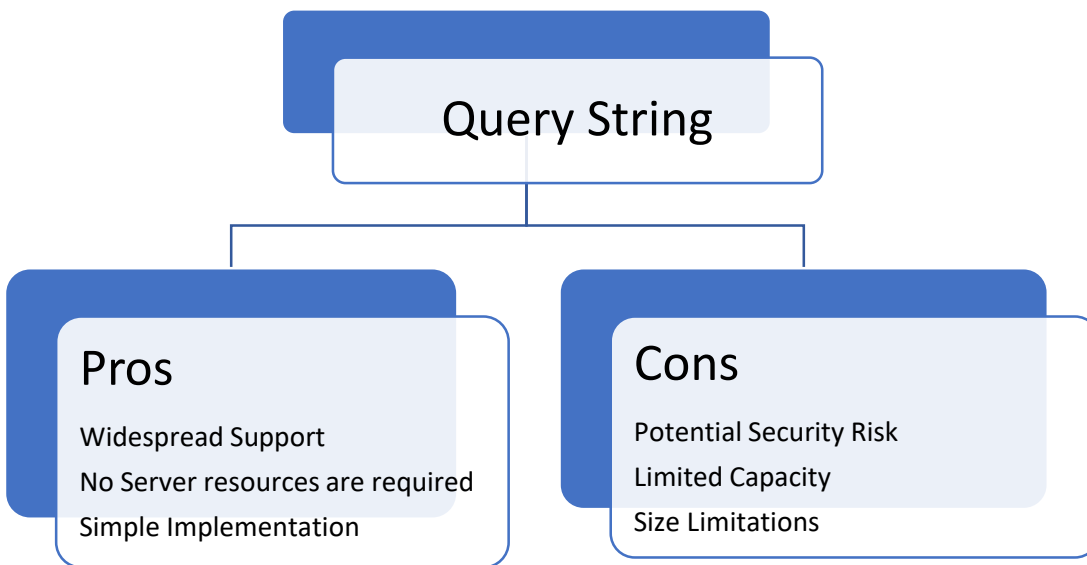 Query String
Pros
Widespread Support
No Server resources are required
Simple Implementation
Cons
Potential Security Risk
Limited Capacity
Size Limitations